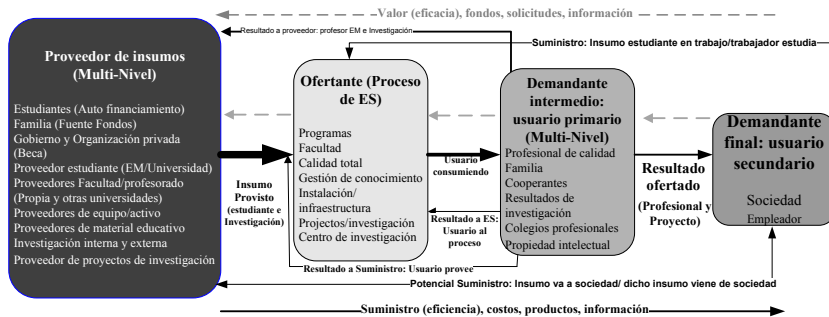 Valor (eficacia), fondos, solicitudes, información
Resultado a proveedor: profesor EM e Investigación
Suministro: Insumo estudiante en trabajo/trabajador estudia
Proveedor de insumos
(Multi-Nivel)
Estudiantes (Auto financiamiento)
Familia (Fuente Fondos)
Gobierno y Organización privada
(Beca)
Proveedor estudiante (EM/Universidad)
Proveedores Facultad/profesorado
(Propia y otras universidades)
Proveedores de equipo/activo
Proveedores de material educativo
Investigación interna y externa
Proveedor de proyectos de investigación
Insumo
Provisto
(estudiante e
Investigación)
Ofertante (Proceso
de ES)
Programas
Facultad
Calidad total
Gestión de conocimiento
Instalación/
infraestructura
Projectos/investigación
Centro de investigación
Usuario
consumiendo
Resultado a ES:
Usuario al
proceso
Resultado a Suministro: Usuario provee
Demandante
intermedio:
usuario primario
(Multi-Nivel)
Profesional de calidad
Familia
Cooperantes
Resultados de
investigación
Colegios profesionales
Propiedad intelectual
Resultado
ofertado
(Profesional y
Proyecto)
Demandante
final: usuario
secundario
Sociedad
Empleador
Potencial Suministro: Insumo va a sociedad/ dicho insumo viene de sociedad
Suministro (eficiencia), costos, productos, información